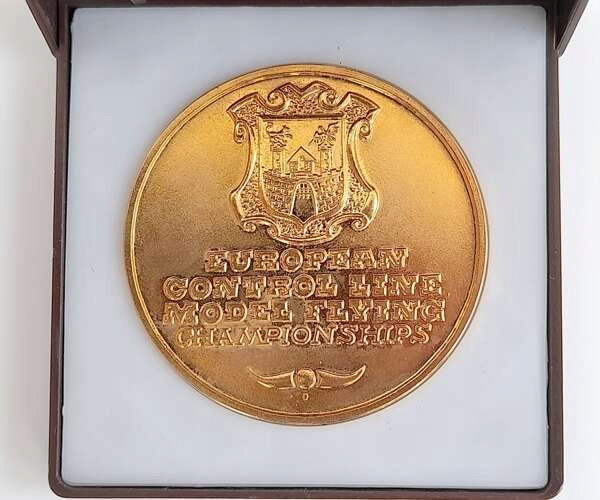 EUROPEAN
CONTROL LINE
MODEL FLYING
CHAMPIONSHIPS